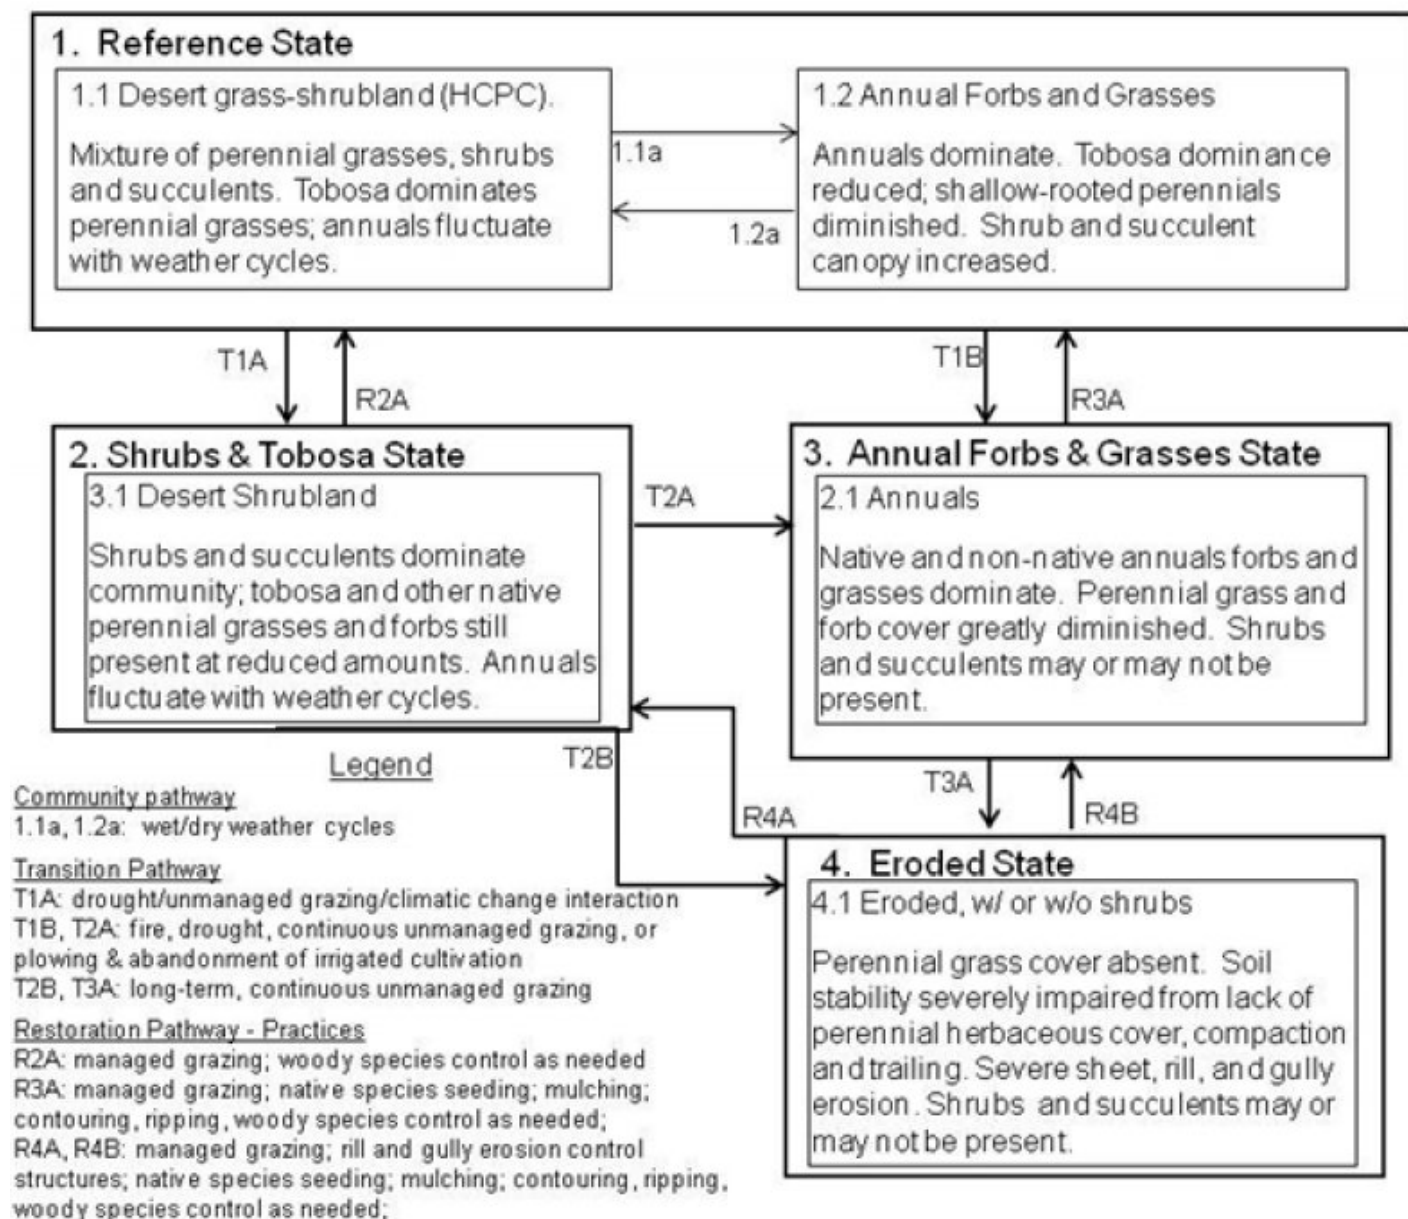 1. Reference State
1.1 Desert grass-shrubland (HCPC).
Mixture of perennial grasses, shrubs
and succulents. Tobosa dominates
perennial grasses; annuals fluctuate
with weather cycles.
1.1a
1.2a
1.2 Annual Forbs and Grasses
Annuals dominate. Tobosa dominance
reduced; shallow-rooted perennials
diminished. Shrub and succulent
canopy increased.
T1A
R2A
T1B
R3A
2. Shrubs & Tobosa State
3.1 Desert Shrubland
Shrubs and succulents dominate
community; tobosa and other native
perennial grasses and forbs still
present at reduced amounts. Annuals
fluctuate with weather cycles.
T2A
3. Annual Forbs & Grasses State
2.1 Annuals
Native and non-native annuals forbs and
grasses dominate. Perennial grass and
forb cover greatly diminished. Shrubs
and succulents may or may not be
present.
T2B
R4A
T3A
R4B
4. Eroded State
4.1 Eroded, w/ or w/o shrubs
Perennial grass cover absent. Soil
stability severely impaired from lack of
perennial herbaceous cover, compaction
and trailing. Severe sheet, rill, and gully
erosion. Shrubs and succulents may or
may not be present.
Legend
Community pathway
1.1a, 1.2a: wet/dry weather cycles
Transition Pathway
T1A: drought/unmanaged grazing/climatic change interaction
T1B, T2A: fire, drought, continuous unmanaged grazing, or
plowing & abandonment of irrigated cultivation
T2B, T3A: long-term, continuous unmanaged grazing
Restoration Pathway - Practices
R2A: managed grazing; woody species control as needed
R3A: managed grazing; native species seeding; mulching;
contouring, ripping, woody species control as needed;
R4A, R4B: managed grazing; rill and gully erosion control
structures; native species seeding; mulching; contouring, ripping,
woody species control as needed;